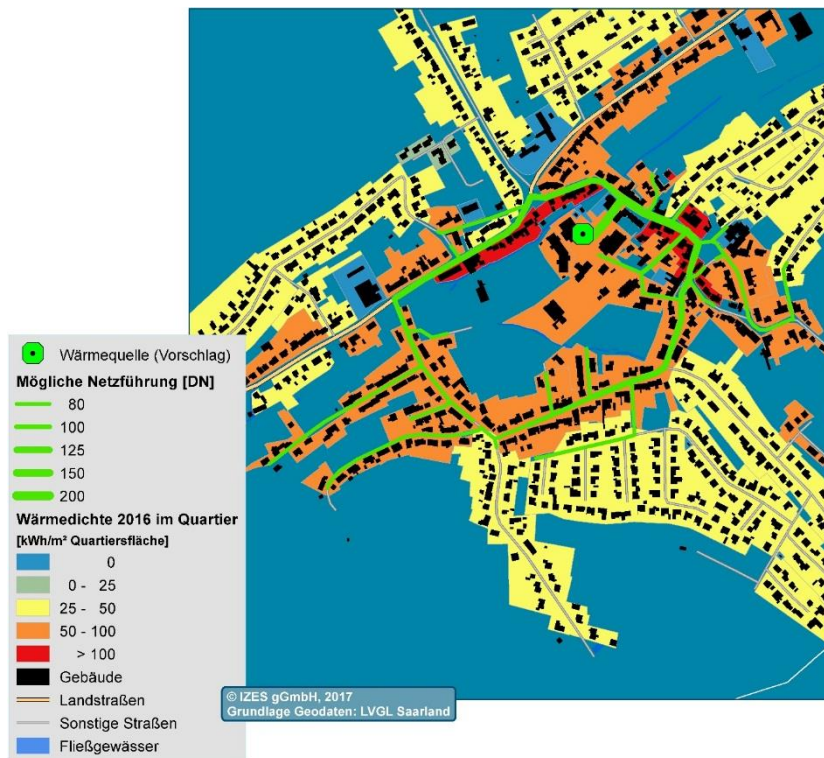 Wärmequelle (Vorschlag)
Mögliche Netzführung [DN]
80
100
125
150
200
Wärmedichte 2016 im Quartier
[kWh/m² Quartiersfläche]
0
0 - 25
25 - 50
50 - 100
> 100
Gebäude
Landstraßen
Sonstige Straßen
Fließgewässer
© IZES gGmbH, 2017
Grundlage Geodaten: LVGL Saarland